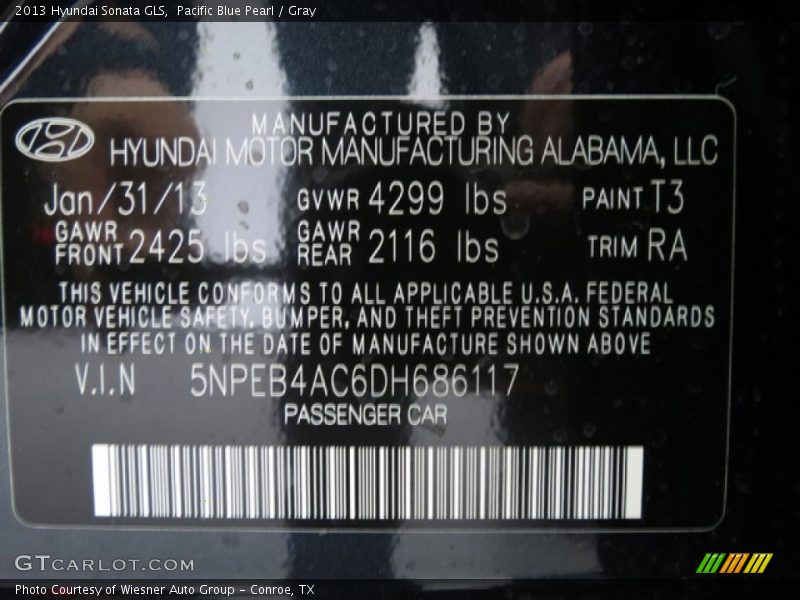 2013 Hyundai Sonata GLS, Pacific Blue Pearl / Gray
MANUFACTURED BY
HYUNDAI MOTOR MANUFACTURING ALABAMA, LLC
Jan/31/13 GVWR 4299 lbs PAINT T3
GAWR FRONT 2425 lbs GAWR REAR 2116 lbs TRIM RA
THIS VEHICLE CONFORMS TO ALL APPLICABLE U.S.A. FEDERAL
MOTOR VEHICLE SAFETY, BUMPER, AND THEFT PREVENTION STANDARDS
IN EFFECT ON THE DATE OF MANUFACTURE SHOWN ABOVE
V.I.N 5NPEB4AC6DH686117
PASSENGER CAR
GTCARLOT.COM
Photo Courtesy of Wiesner Auto Group - Conroe, TX